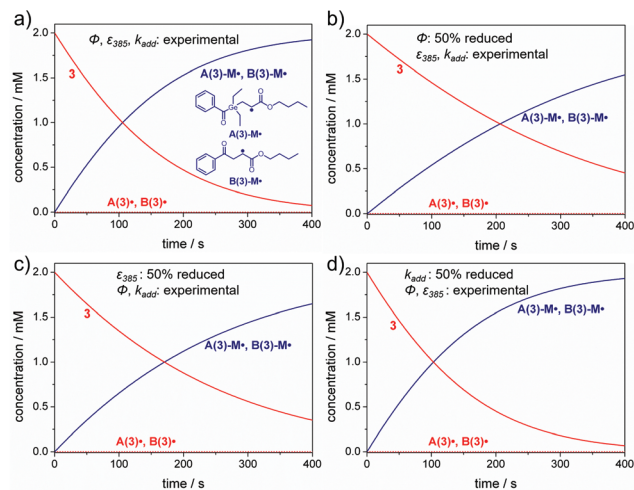 a)
Φ, ε385, kadd: experimental
3
A(3)-M•, B(3)-M•
Ge
O
O
O
A(3)-M•
O
O
O
B(3)-M•
A(3)•, B(3)•
concentration / mM
2.0
1.5
1.0
0.5
0.0
0 100 200 300 400
time / s
b)
Φ: 50% reduced
ε385, kadd: experimental
3
A(3)-M•, B(3)-M•
A(3)•, B(3)•
concentration / mM
2.0
1.5
1.0
0.5
0.0
0 100 200 300 400
time / s
c)
ε385: 50% reduced
Φ, kadd: experimental
3
A(3)-M•, B(3)-M•
A(3)•, B(3)•
concentration / mM
2.0
1.5
1.0
0.5
0.0
0 100 200 300 400
time / s
d)
kadd: 50% reduced
Φ, ε385: experimental
3
A(3)-M•, B(3)-M•
A(3)•, B(3)•
concentration / mM
2.0
1.5
1.0
0.5
0.0
0 100 200 300 400
time / s